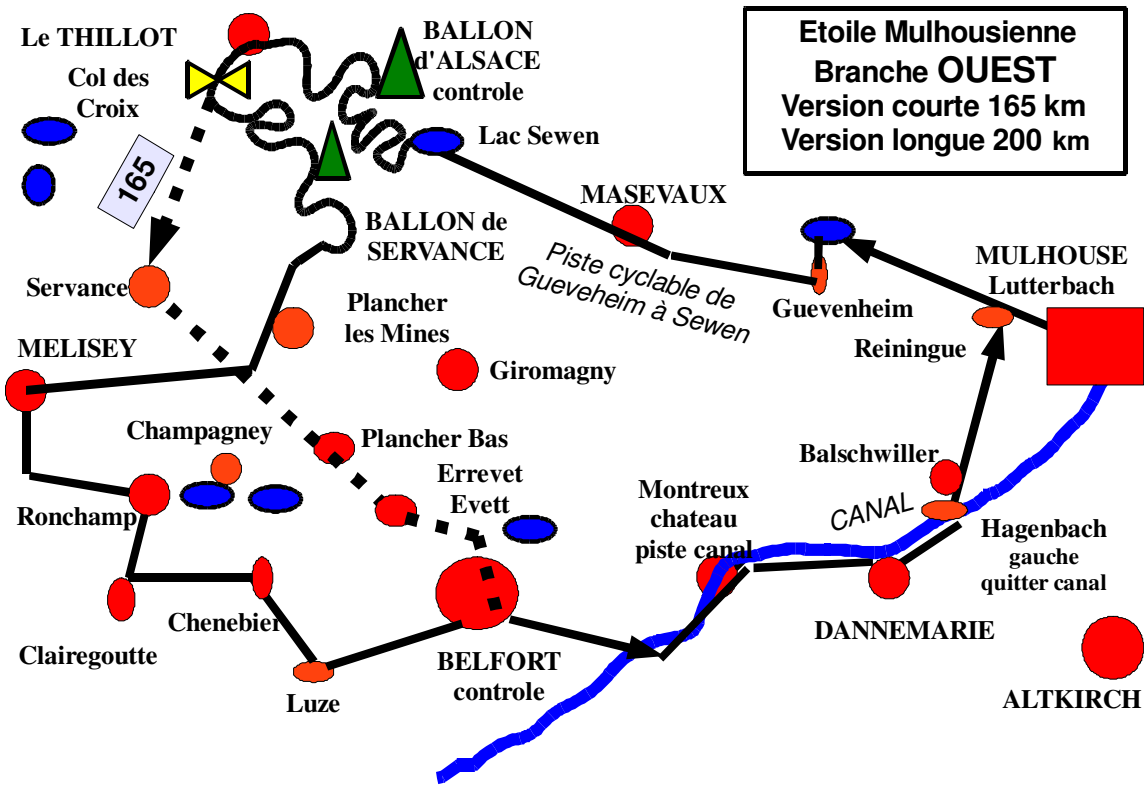 Etoile Mulhousienne
Branche OUEST
Version courte 165 km
Version longue 200 km
Le THILLOT
Col des
Croix
BALLON
d'ALSACE
controle
Lac Sewen
165
MASEVAUX
BALLON de
SERVANCE
Piste cyclable de
Gueveheim à Sewen
MULHOUSE
Lutterbach
Servance
Guevenheim
Plancher
les Mines
Reiningue
MELISEY
Giromagny
Champagney
Plancher Bas
Balschwiller
Errevet
Evett
Montreux
chateau
piste canal
CANAL
Ronchamp
Hagenbach
gauche
quitter canal
Chenebier
DANNEMARIE
Clairegoutte
BELFORT
controle
Luze
ALTKIRCH